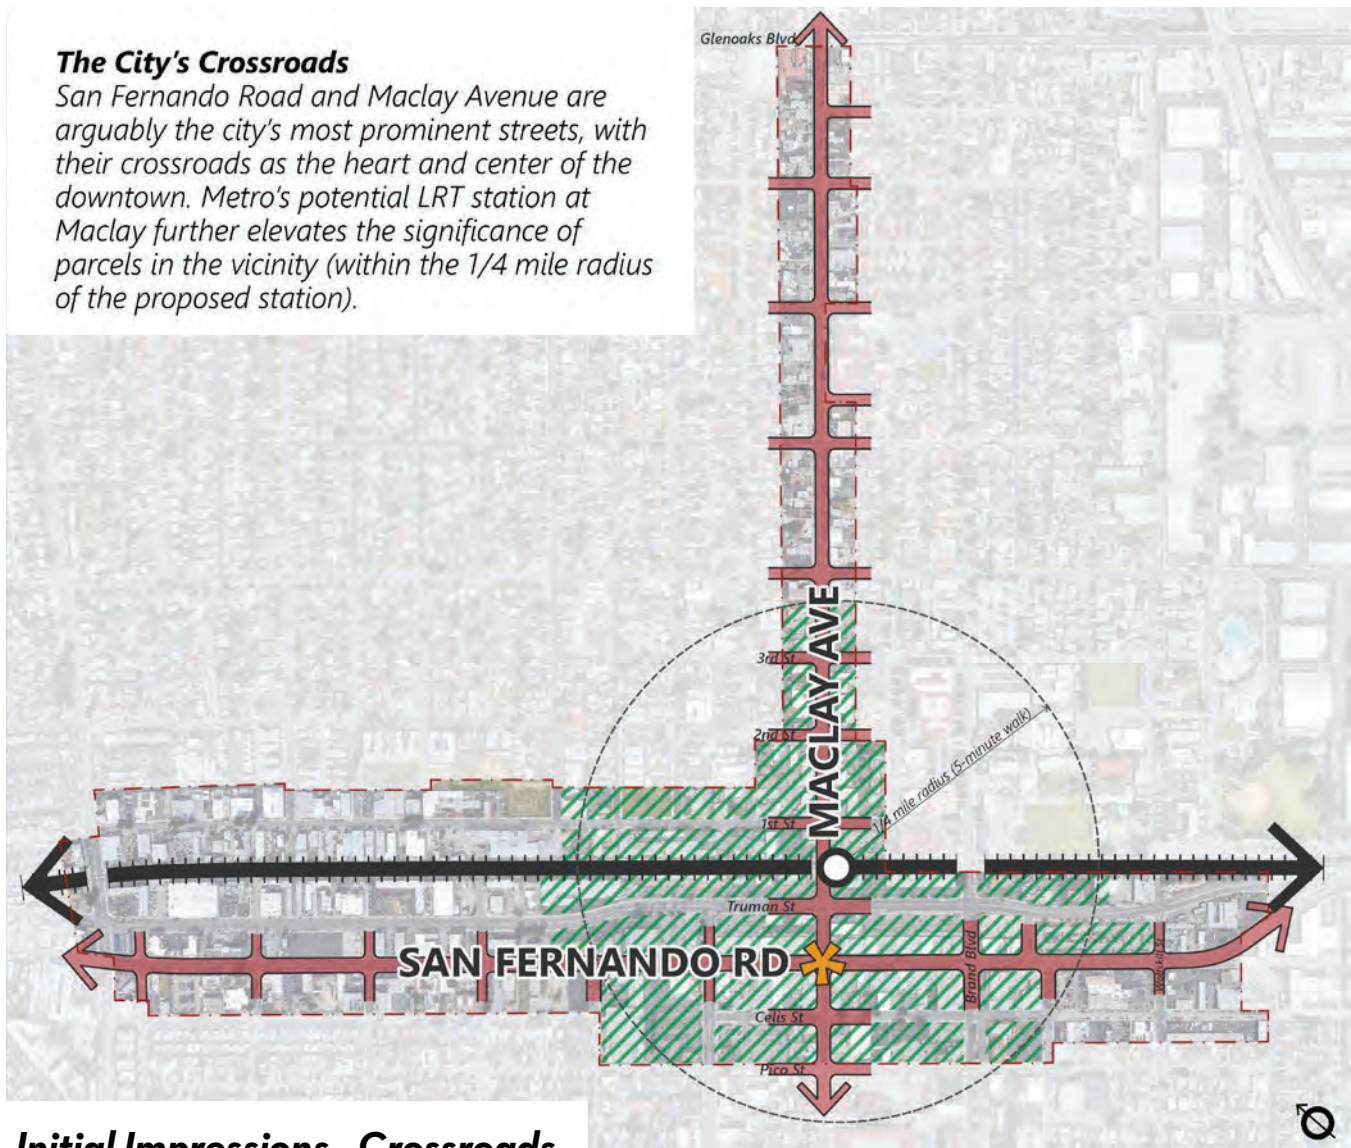 Glenoaks Blvd
The City's Crossroads
San Fernando Road and Maclay Avenue are
arguably the city's most prominent streets, with
their crossroads as the heart and center of the
downtown. Metro's potential LRT station at
Maclay further elevates the significance of
parcels in the vicinity (within the 1/4 mile radius
of the proposed station).
MACLAY AVE
3rd St
2nd St
1/4 mile radius (5-minute walk)
1st St
Truman St
SAN FERNANDO RD
Brand Blvd
Celis St
Pico St
Initial Impressions - Crossroads